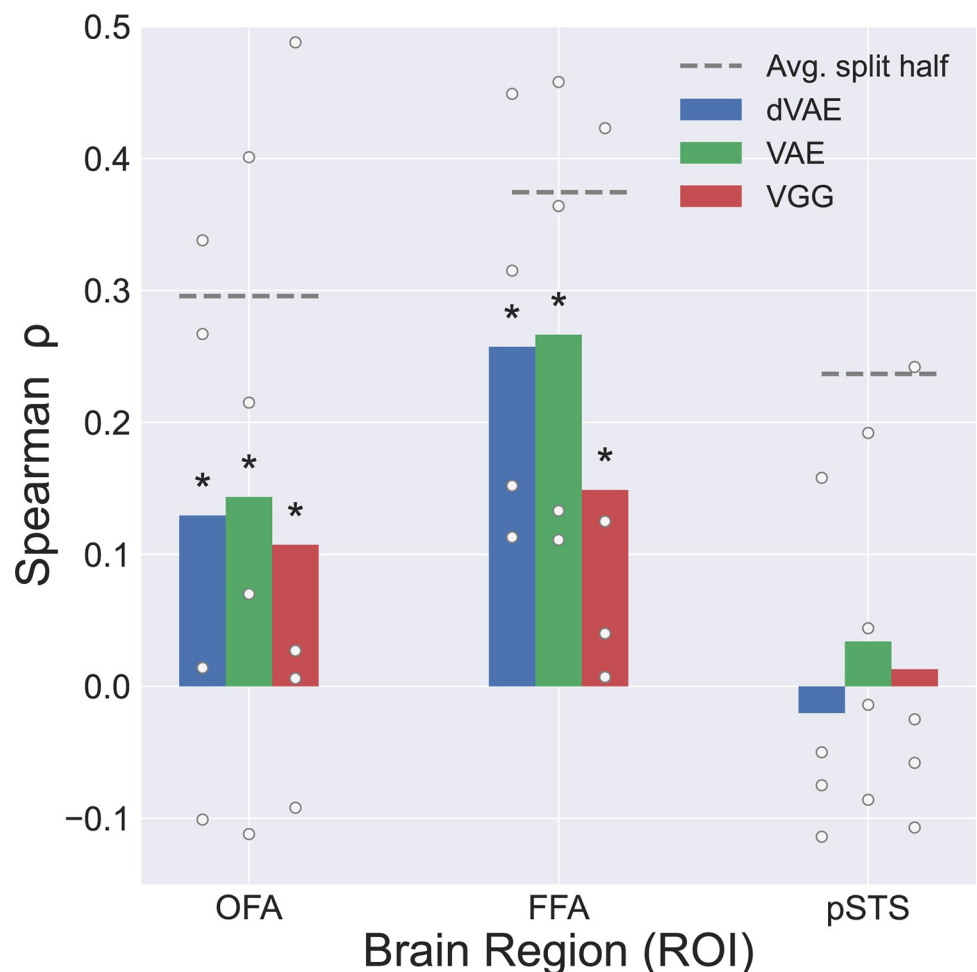 0.5
0.4
0.3
0.2
0.1
0.0
−0.1
Spearman ρ
Avg. split half
dVAE
VAE
VGG
* * *
* * *
OFA FFA pSTS
Brain Region (ROI)